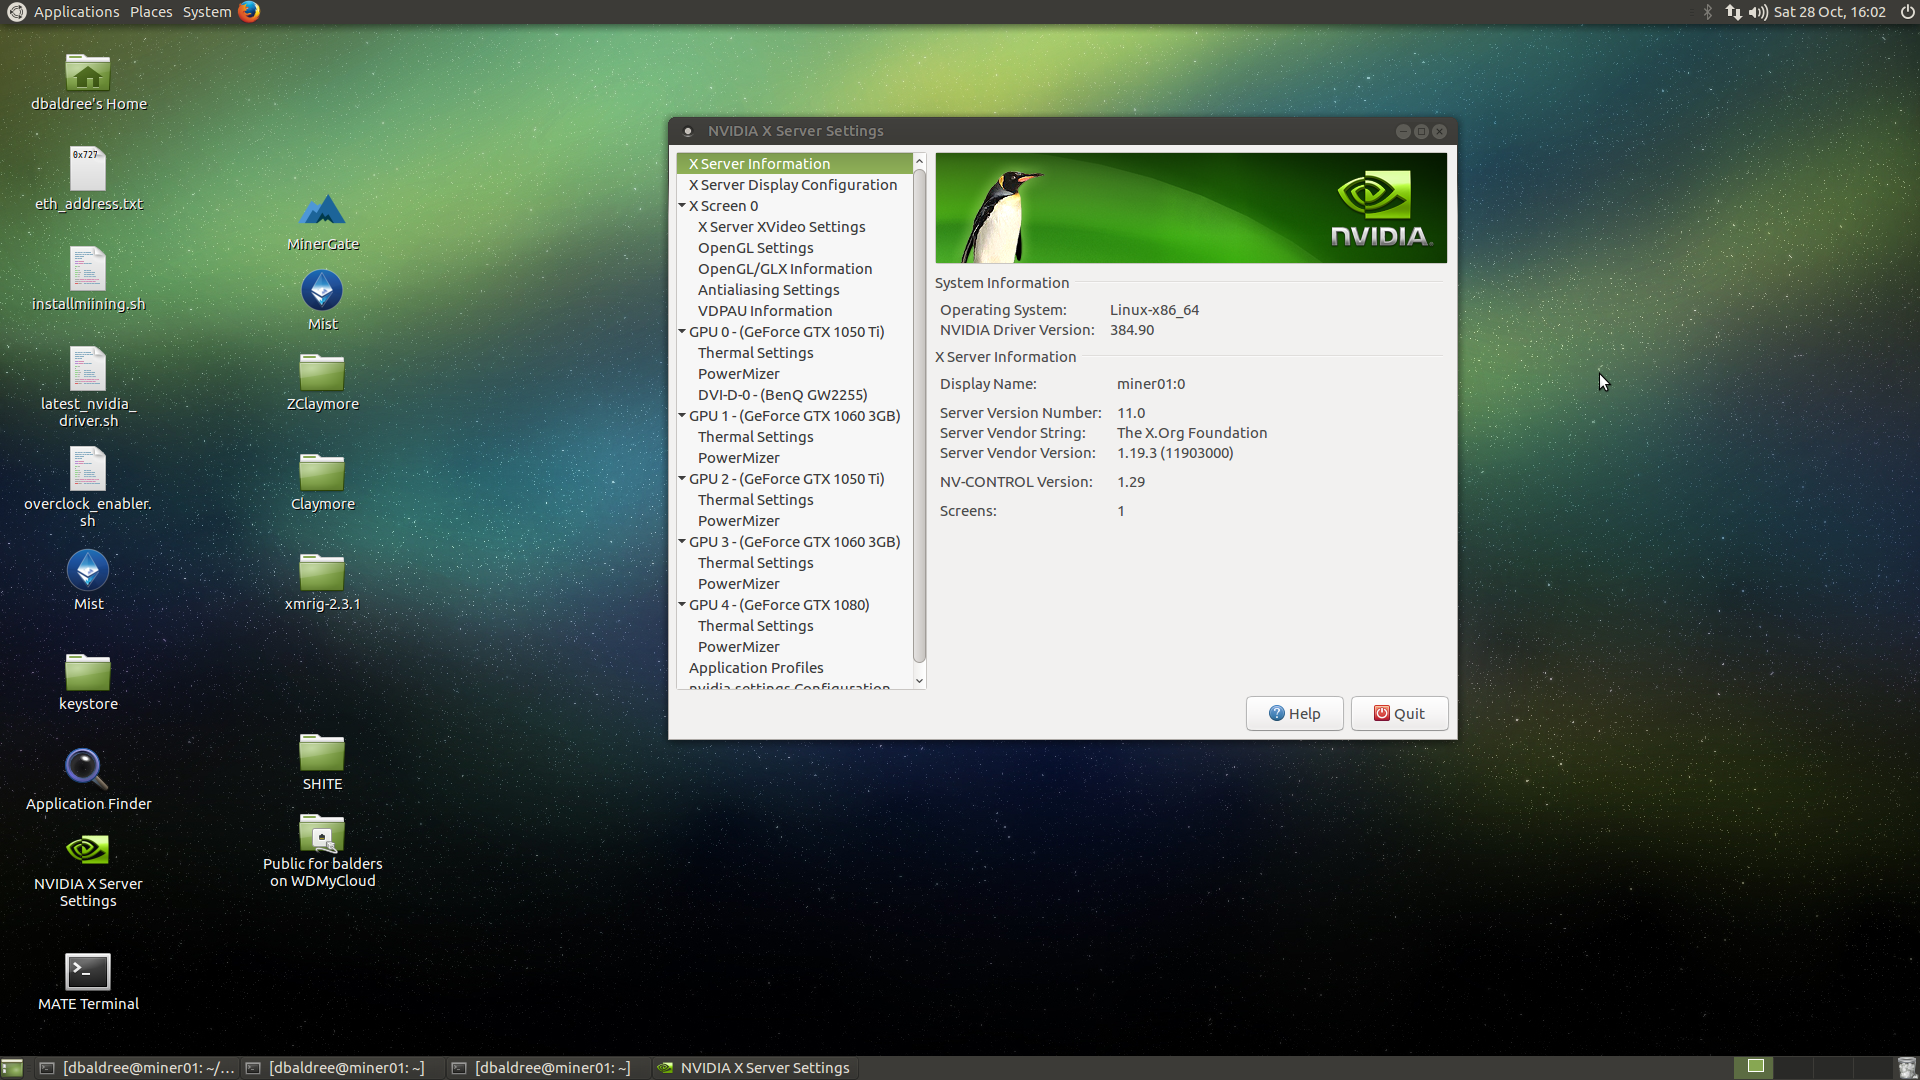 Applications Places System
Sat 28 Oct, 16:02
dbaldree's Home
0x727
eth_address.txt
installmiining.sh
latest_nvidia_
driver.sh
overclock_enabler.
sh
Mist
keystore
Application Finder
NVIDIA X Server
Settings
MATE Terminal
MinerGate
Mist
ZClaymore
Claymore
xmrig-2.3.1
SHITE
Public for balders
on WDMyCloud
NVIDIA X Server Settings
X Server Information
X Server Display Configuration
X Screen 0
X Server XVideo Settings
OpenGL Settings
OpenGL/GLX Information
Antialiasing Settings
VDPAU Information
GPU 0 - (GeForce GTX 1050 Ti)
Thermal Settings
PowerMizer
DVI-D-0 - (BenQ GW2255)
GPU 1 - (GeForce GTX 1060 3GB)
Thermal Settings
PowerMizer
GPU 2 - (GeForce GTX 1050 Ti)
Thermal Settings
PowerMizer
GPU 3 - (GeForce GTX 1060 3GB)
Thermal Settings
PowerMizer
GPU 4 - (GeForce GTX 1080)
Thermal Settings
PowerMizer
Application Profiles
nvidia-settings Configuration
NVIDIA.
System Information
Operating System: Linux-x86_64
NVIDIA Driver Version: 384.90
X Server Information
Display Name: miner01:0
Server Version Number: 11.0
Server Vendor String: The X.Org Foundation
Server Vendor Version: 1.19.3 (11903000)
NV-CONTROL Version: 1.29
Screens: 1
Help
Quit
[dbaldree@miner01: ~/...
[dbaldree@miner01: ~]
[dbaldree@miner01: ~]
NVIDIA X Server Settings